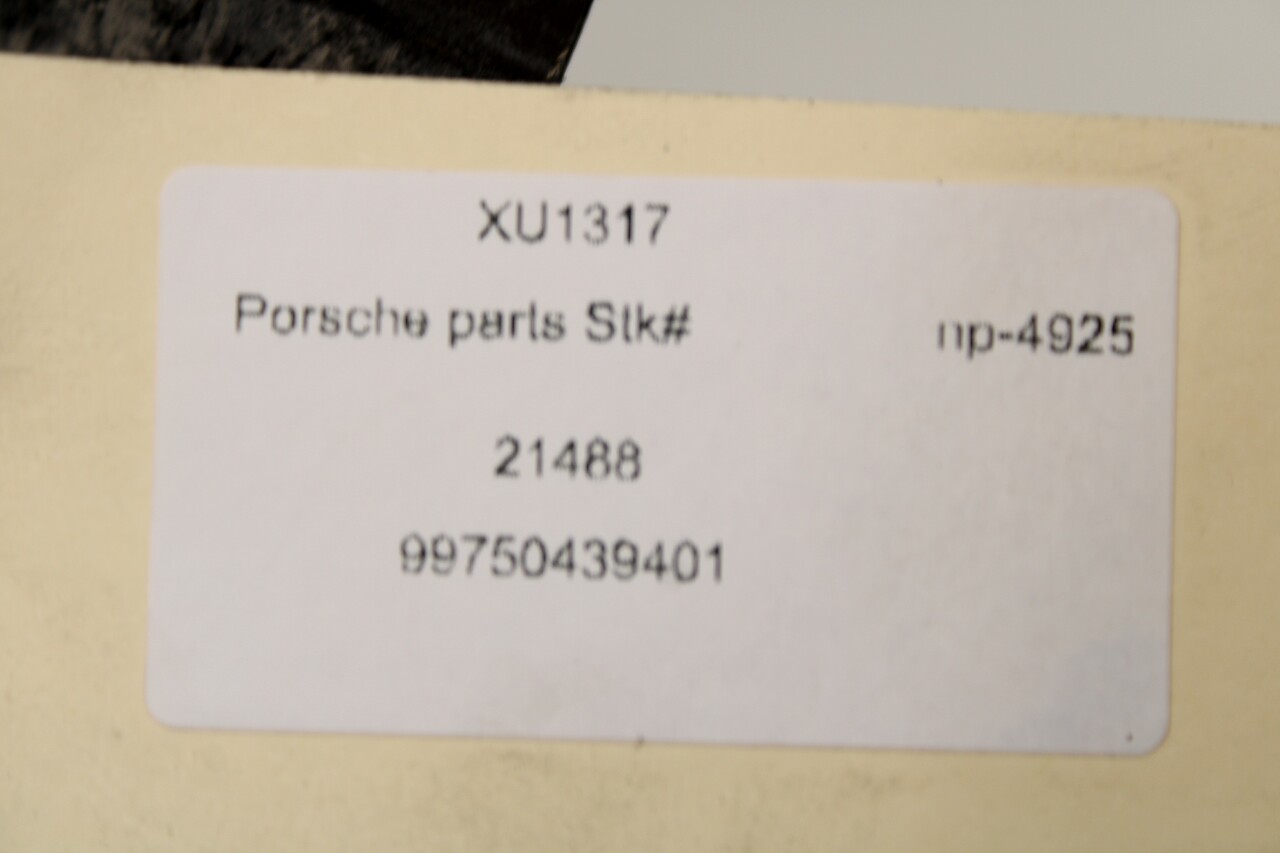 XU1317
Porsche parts Stk# np-4925
21488
99750439401